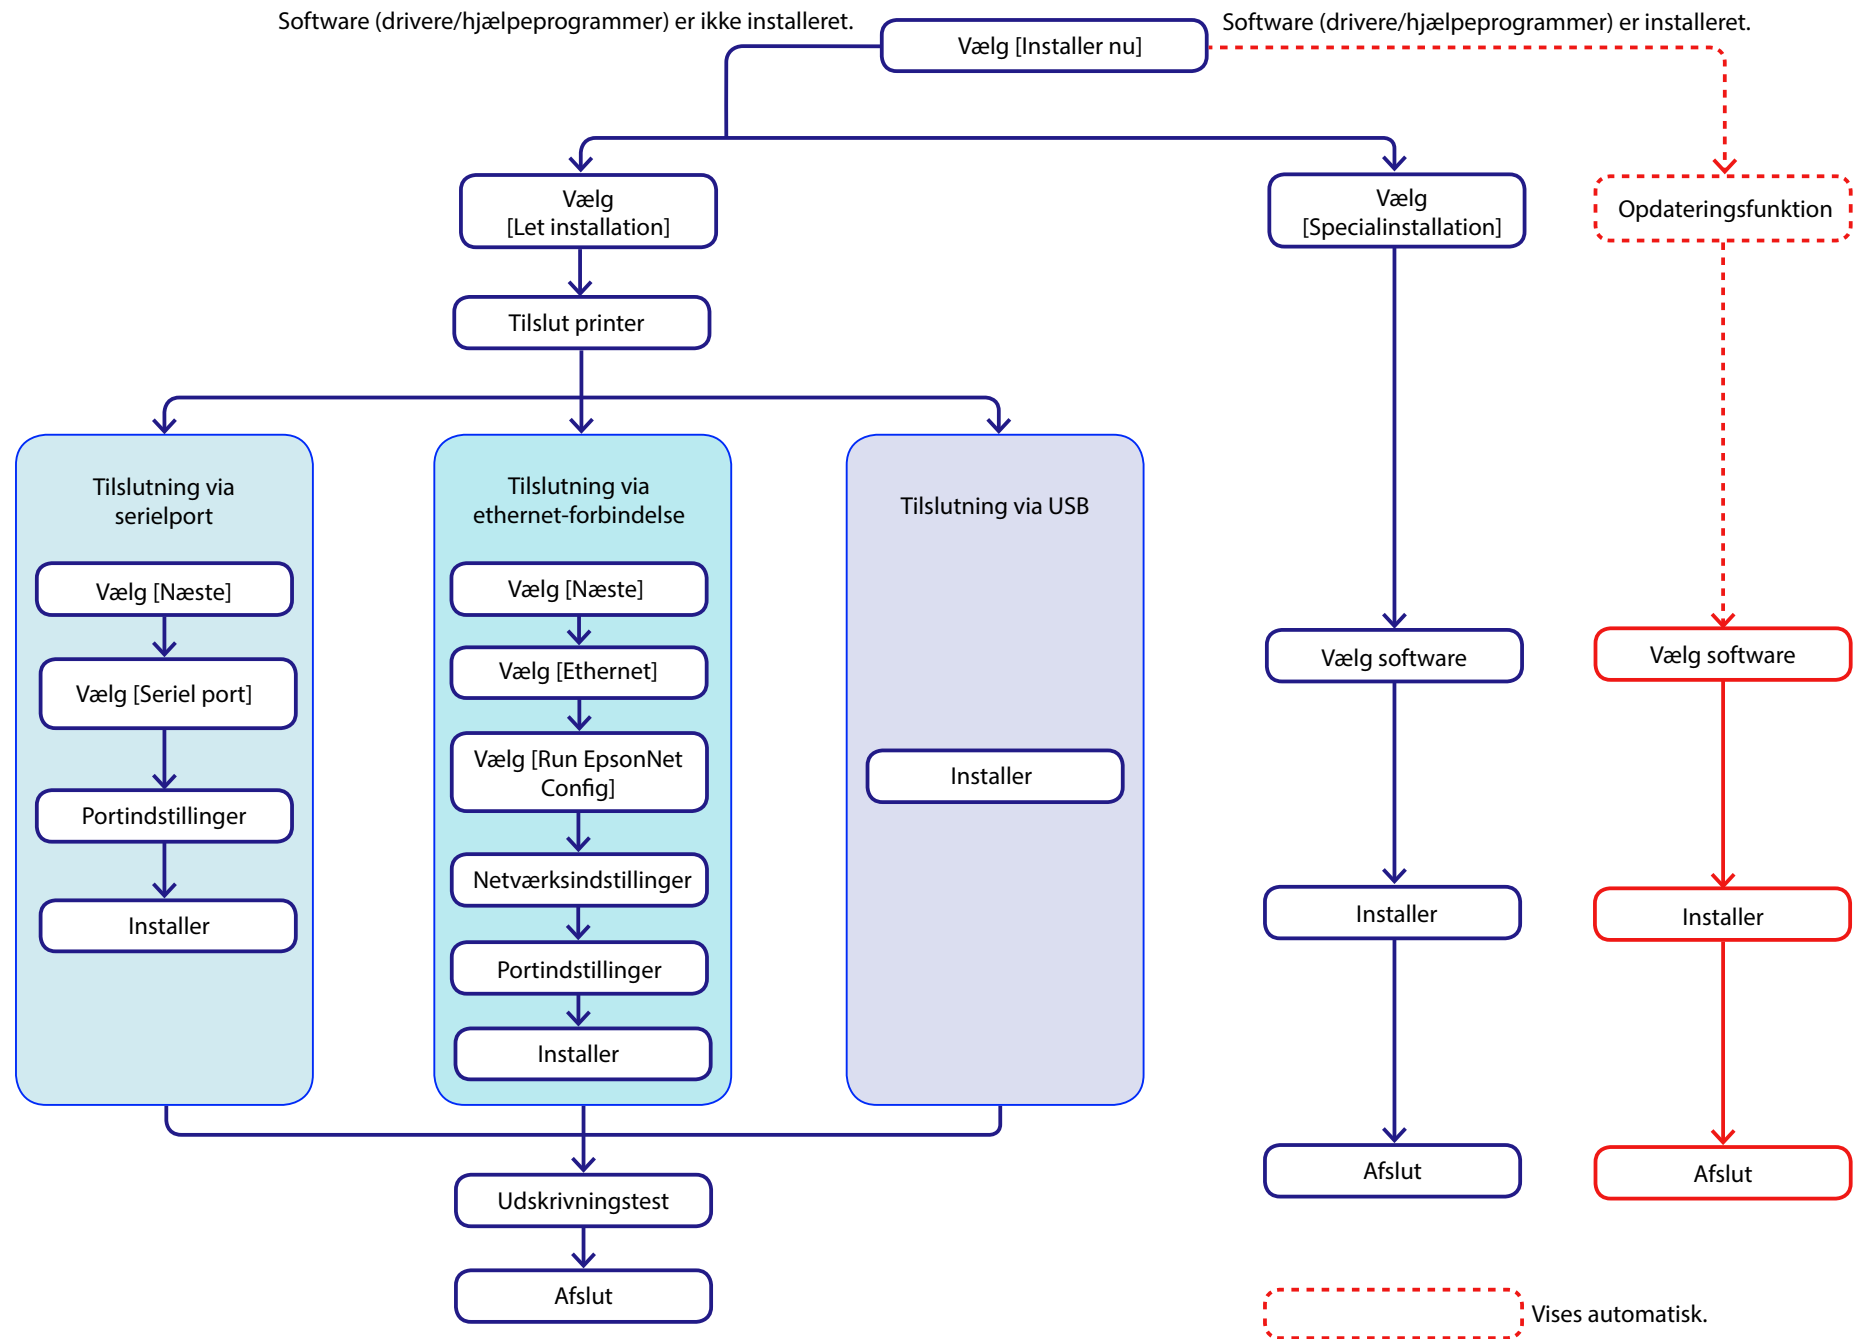 Software (drivere/hjælpeprogrammer) er ikke installeret.
Vælg [Installer nu]
Software (drivere/hjælpeprogrammer) er installeret.
Vælg
[Let installation]
Vælg
[Specialinstallation]
Opdateringsfunktion
Tilslut printer
Tilslutning via
serielport
Vælg [Næste]
Vælg [Seriel port]
Portindstillinger
Installer
Tilslutning via
ethernet-forbindelse
Vælg [Næste]
Vælg [Ethernet]
Vælg [Run EpsonNet
Config]
Netværksindstillinger
Portindstillinger
Installer
Tilslutning via USB
Installer
Udskrivningstest
Afslut
Vælg software
Installer
Afslut
Vælg software
Installer
Afslut
Vises automatisk.